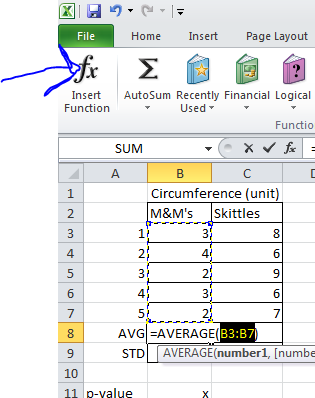 File Home Insert Page Layout
fx Σ
Insert Function AutoSum Recently Used Financial Logical
Functio
SUM fx =
A B C D
1 Circumference (unit)
2 M&M's Skittles
3 1 3 8
4 2 4 6
5 3 2 9
6 4 3 6
7 5 2 7
8 AVG =AVERAGE(B3:B7)
9 STD AVERAGE(number1, [numbe
10
11 p-value x